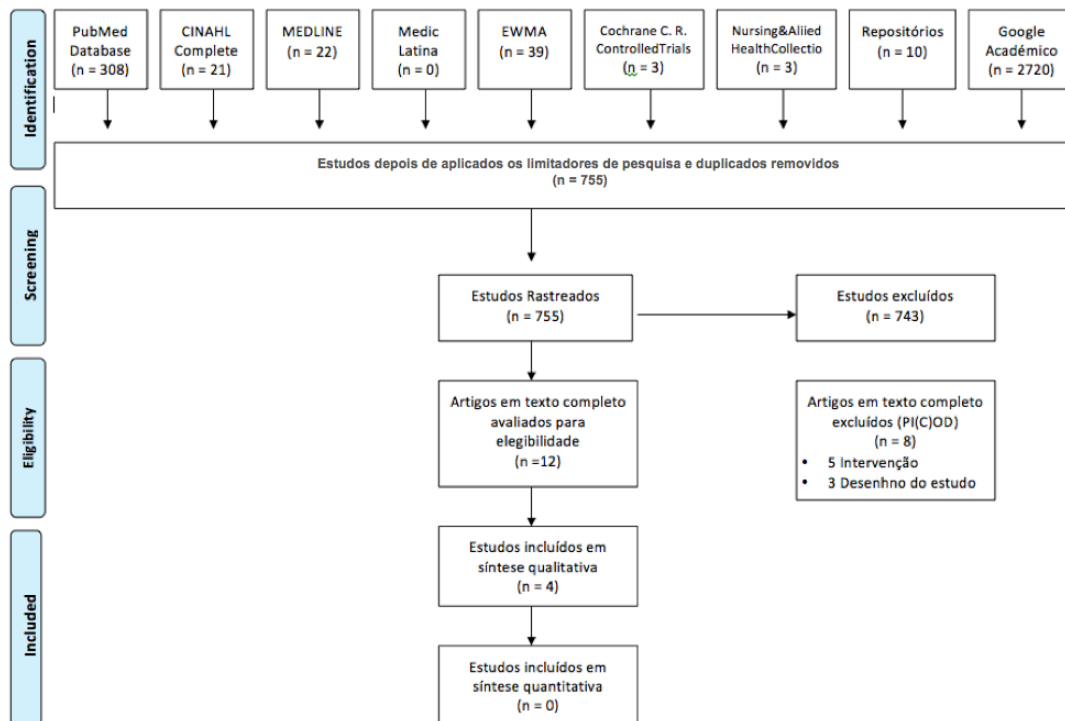 Identification
PubMed
Database
(n = 308)
CINAHL
Complete
(n = 21)
MEDLINE
(n = 22)
Medic
Latina
(n = 0)
EWMA
(n = 39)
Cochrane C. R.
ControlledTrials
(n = 3)
Nursing&Aliied
HealthCollectio
(n = 3)
Repositórios
(n = 10)
Google
Académico
(n = 2720)
Estudos depois de aplicados os limitadores de pesquisa e duplicados removidos
(n = 755)
Screening
Estudos Rastreados
(n = 755)
Estudos excluídos
(n = 743)
Eligibility
Artigos em texto completo
avaliados para
elegibilidade
(n =12)
Artigos em texto completo
excluídos (PI(C)OD)
(n = 8)
• 5 Intervenção
• 3 Desenhno do estudo
Included
Estudos incluídos em
síntese qualitativa
(n = 4)
Estudos incluídos em
síntese quantitativa
(n = 0)